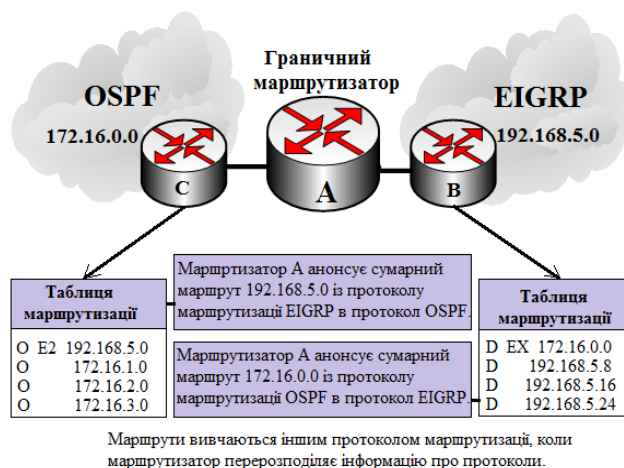 Граничний
маршрутизатор
OSPF
172.16.0.0
EIGRP
192.168.5.0
C
A
B
Таблиця
маршрутизації
O E2 192.168.5.0
O 172.16.1.0
O 172.16.2.0
O 172.16.3.0
Маршртизатор А анонсує сумарний
маршрут 192.168.5.0 із протоколу
мршрутизації EIGRP в протокол OSPF.
Маршрутизатор А анонсує сумарний
маршрут 172.16.0.0 із протоколу
мршрутизації OSPF в протокол EIGRP.
Таблиця
маршрутизації
D EX 172.16.0.0
D 192.168.5.8
D 192.168.5.16
D 192.168.5.24
Маршрути вивчаються іншим протоколом маршрутизації, коли
маршрутизатор перерозподіляє інформацію про протоколи.